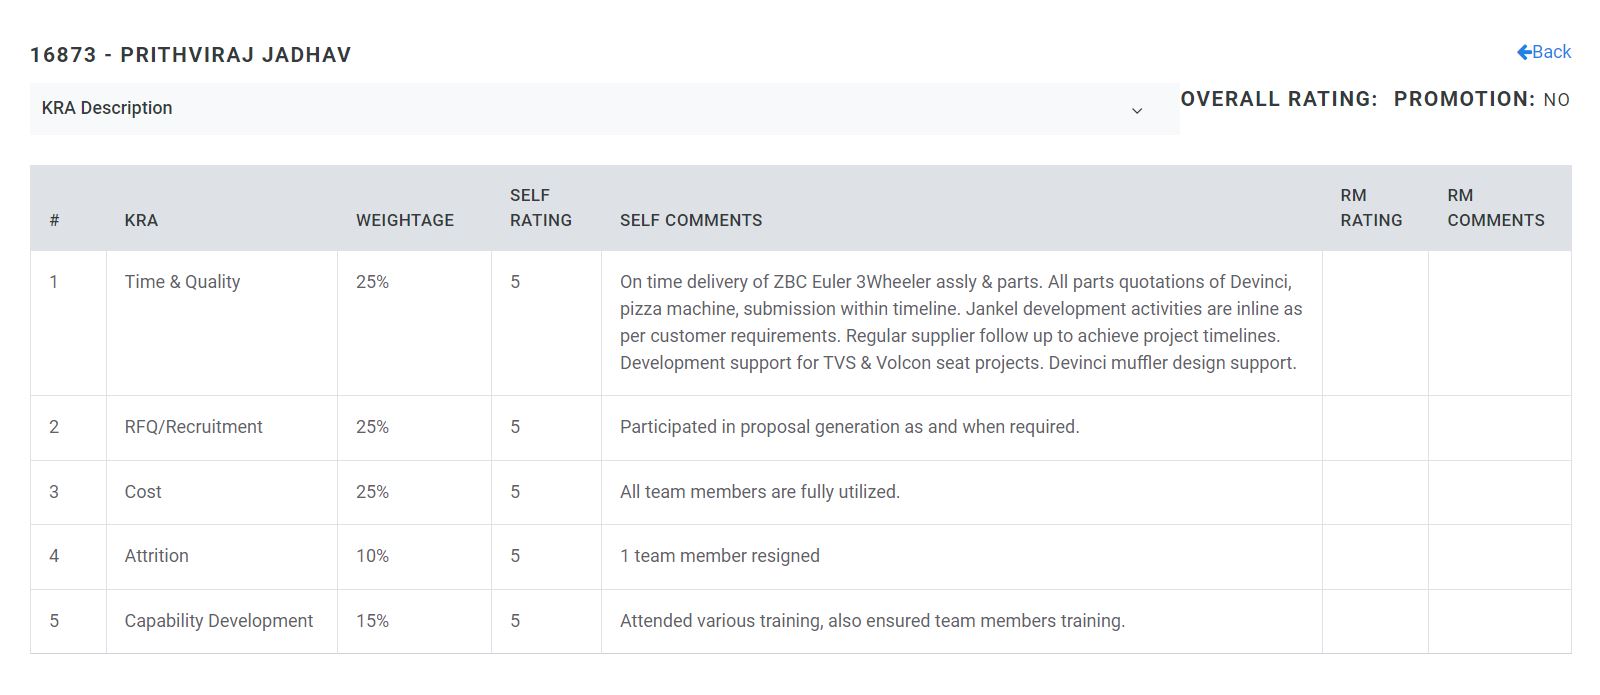 16873 - PRITHVIRAJ JADHAV
Back
KRA Description
OVERALL RATING: PROMOTION: NO
# KRA WEIGHTAGE SELF RATING SELF COMMENTS RM RATING RM COMMENTS
1 Time & Quality 25% 5 On time delivery of ZBC Euler 3Wheeler assly & parts. All parts quotations of Devinci,
pizza machine, submission within timeline. Jankel development activities are inline as
per customer requirements. Regular supplier follow up to achieve project timelines.
Development support for TVS & Volcon seat projects. Devinci muffler design support.
2 RFQ/Recruitment 25% 5 Participated in proposal generation as and when required.
3 Cost 25% 5 All team members are fully utilized.
4 Attrition 10% 5 1 team member resigned
5 Capability Development 15% 5 Attended various training, also ensured team members training.